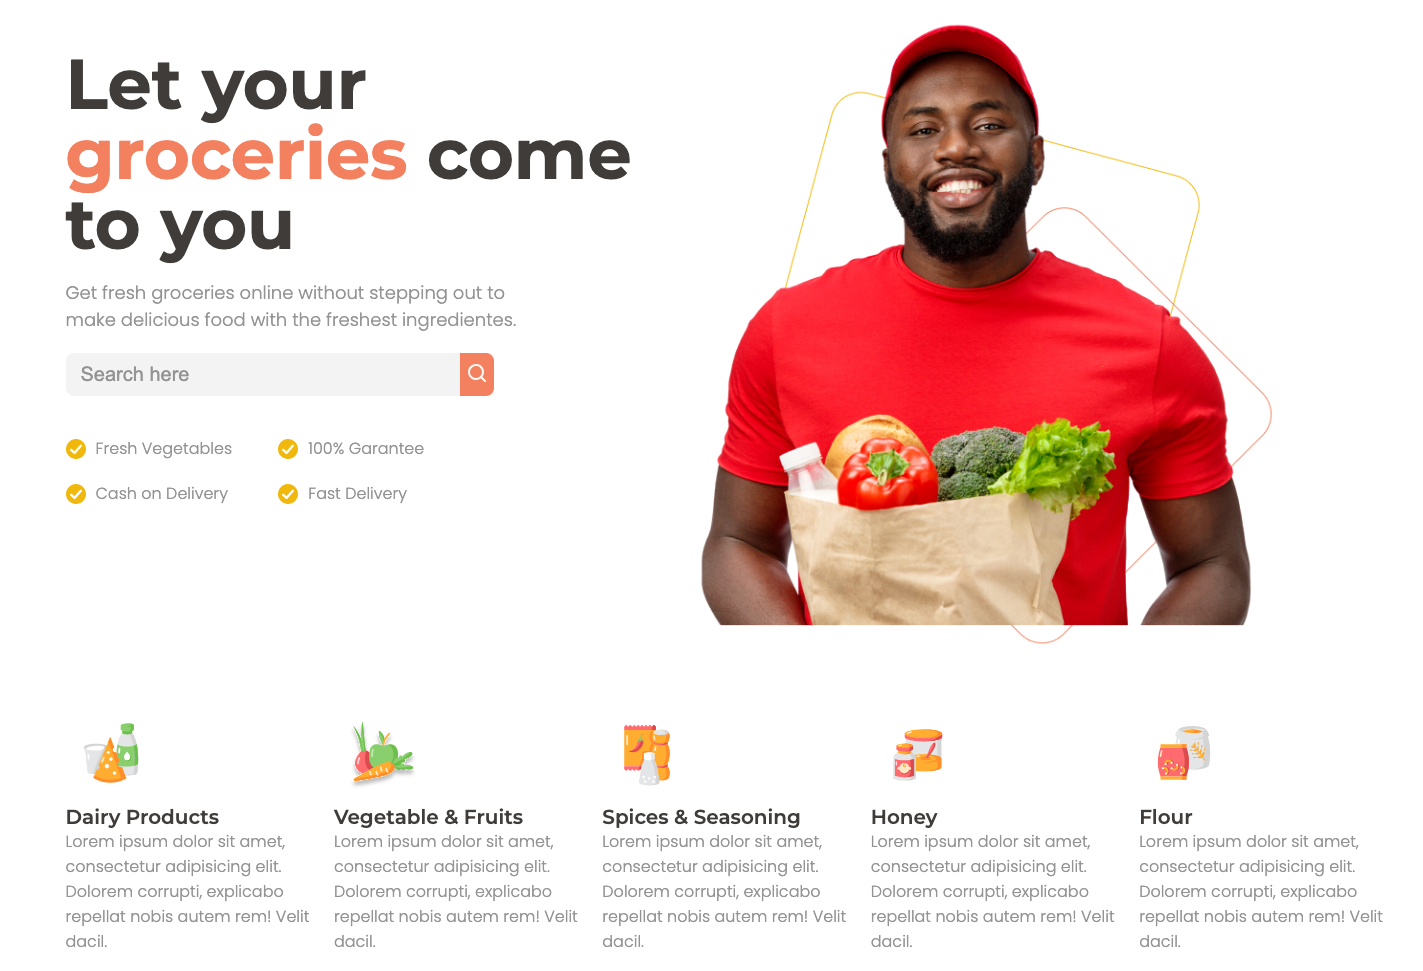 Let your
groceries come
to you
Get fresh groceries online without stepping out to
make delicious food with the freshest ingredientes.
Search here
Fresh Vegetables
100% Garantee
Cash on Delivery
Fast Delivery
Dairy Products
Lorem ipsum dolor sit amet,
consectetur adipisicing elit.
Dolorem corrupti, explicabo
repellat nobis autem rem! Velit
dacil.
Vegetable & Fruits
Lorem ipsum dolor sit amet,
consectetur adipisicing elit.
Dolorem corrupti, explicabo
repellat nobis autem rem! Velit
dacil.
Spices & Seasoning
Lorem ipsum dolor sit amet,
consectetur adipisicing elit.
Dolorem corrupti, explicabo
repellat nobis autem rem! Velit
dacil.
Honey
Lorem ipsum dolor sit amet,
consectetur adipisicing elit.
Dolorem corrupti, explicabo
repellat nobis autem rem! Velit
dacil.
Flour
Lorem ipsum dolor sit amet,
consectetur adipisicing elit.
Dolorem corrupti, explicabo
repellat nobis autem rem! Velit
dacil.